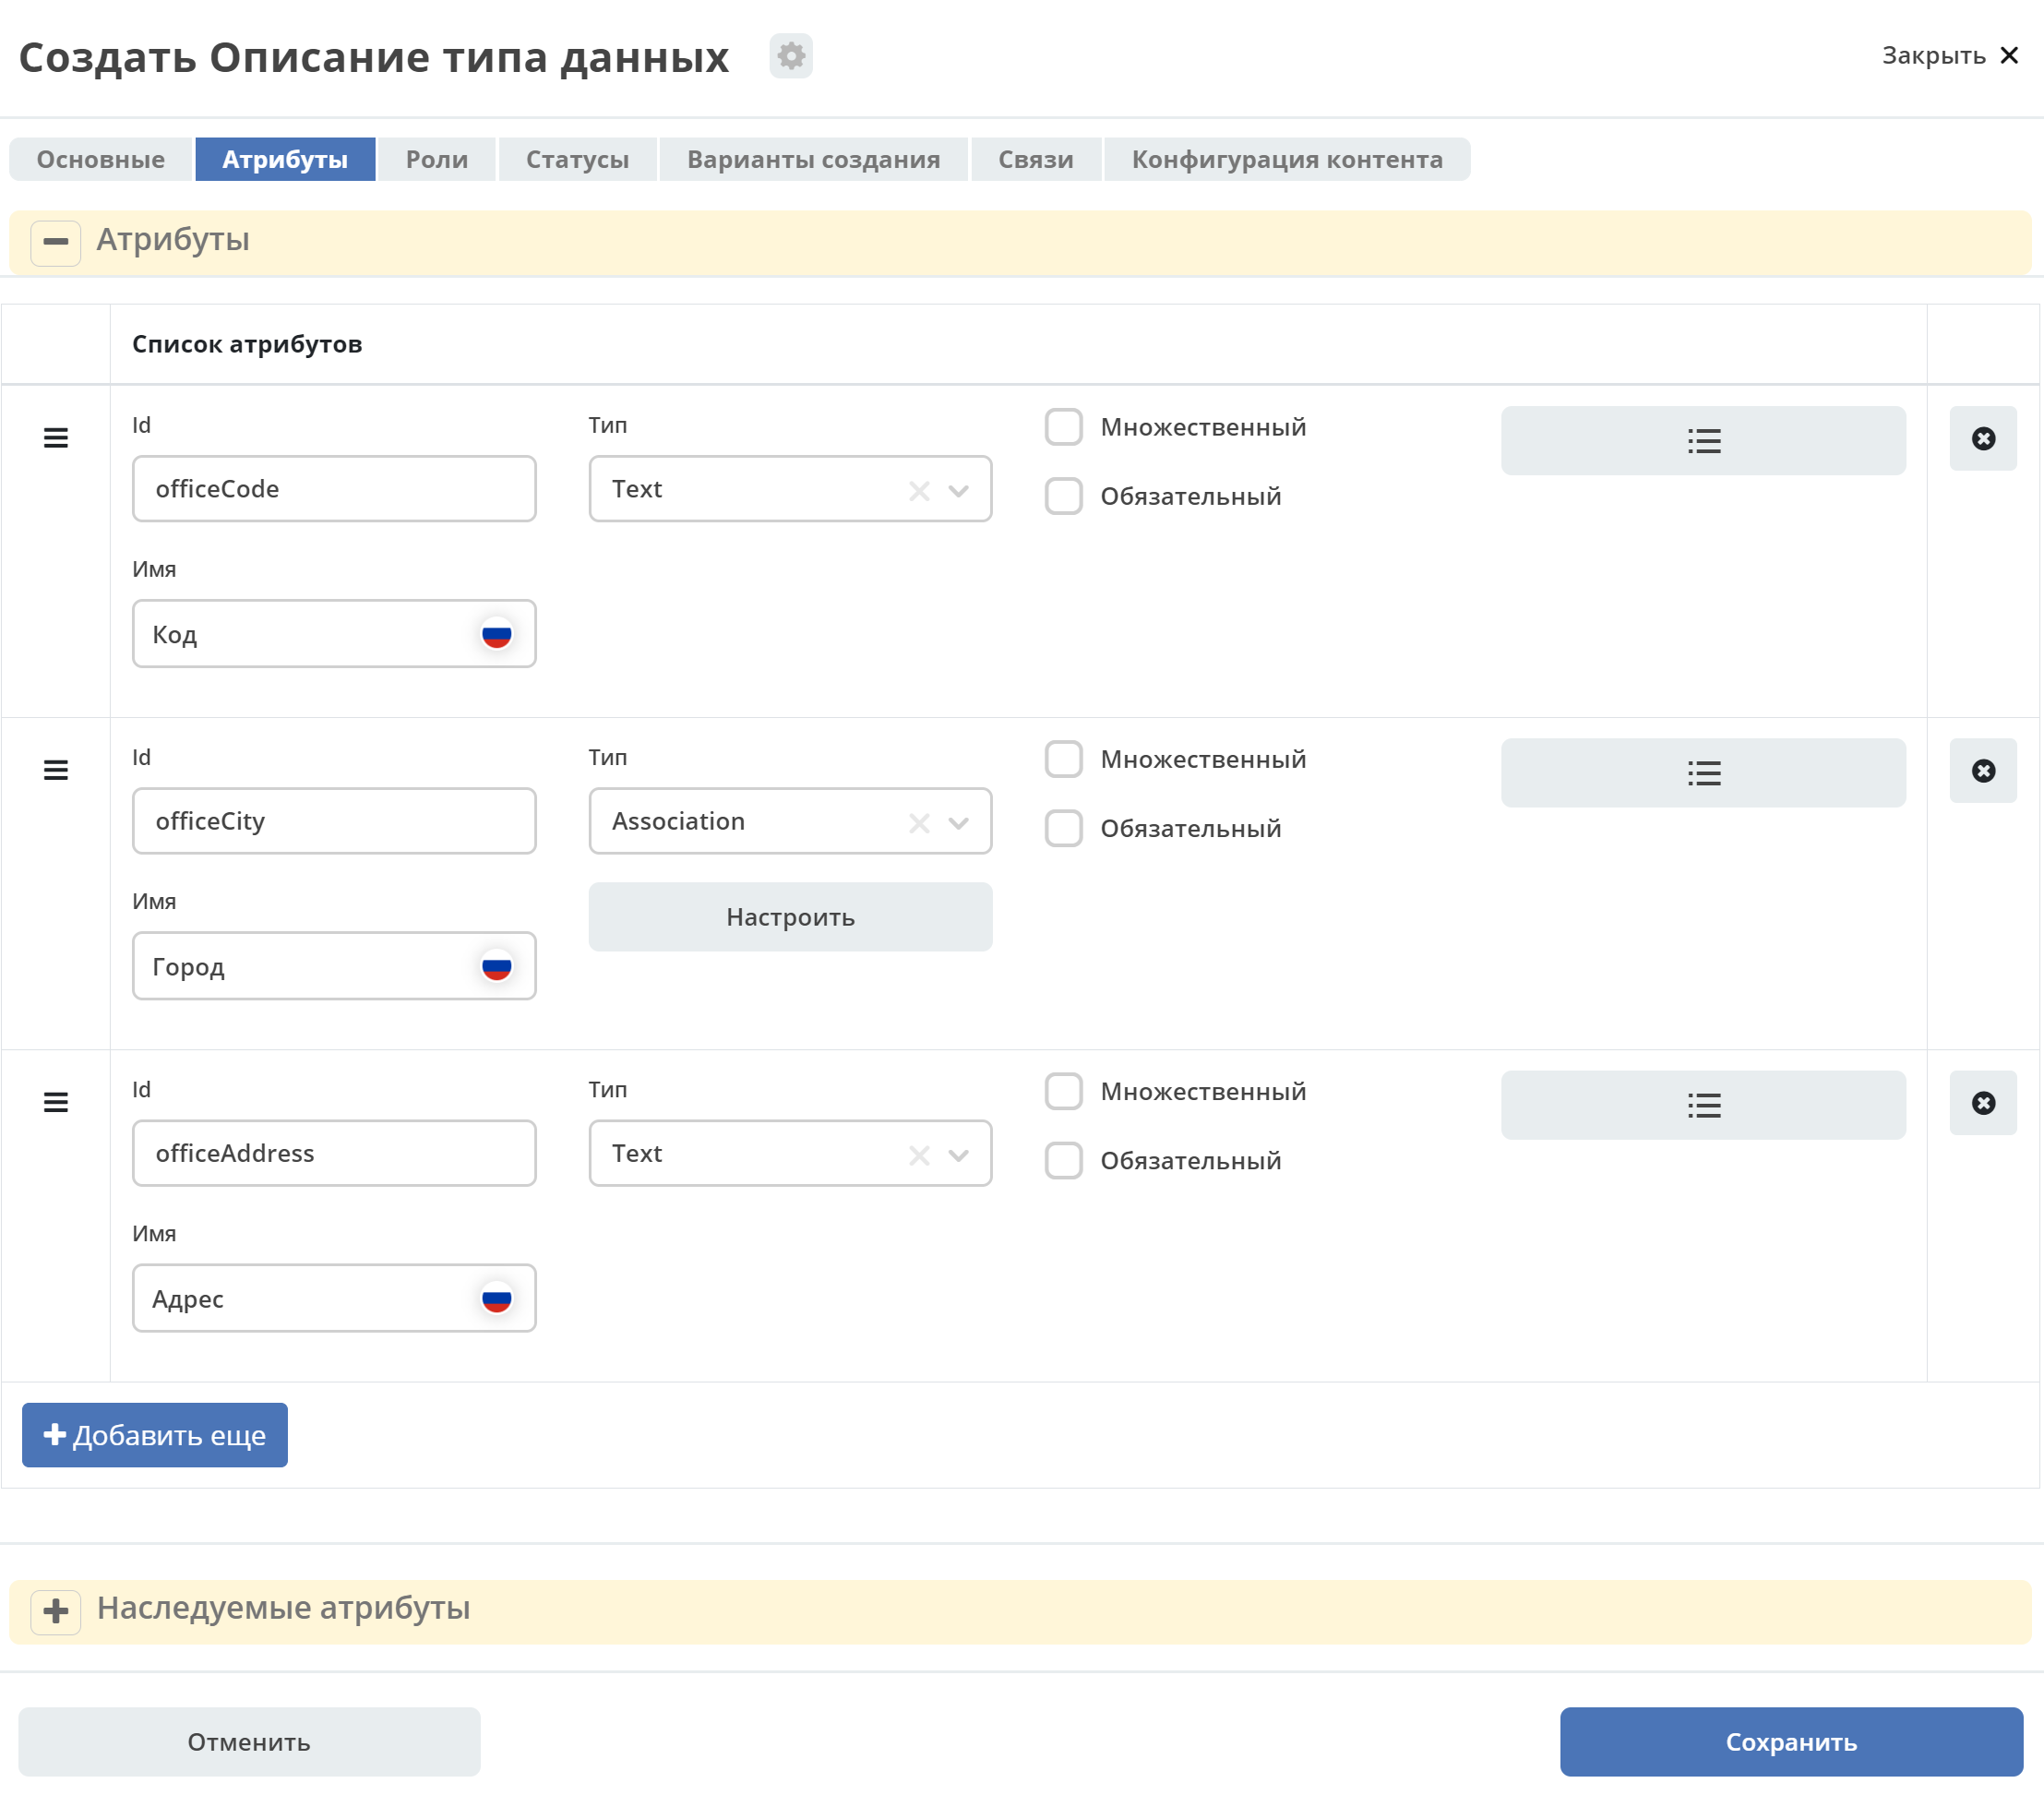 Создать Описание типа данных
Закрыть
Основные Атрибуты Роли Статусы Варианты создания Связи Конфигурация контента
Атрибуты
Список атрибутов
Id Тип Множественный
officeCode Text Обязательный
Имя
Код
Id Тип Множественный
officeCity Association Обязательный
Имя Настроить
Город
Id Тип Множественный
officeAddress Text Обязательный
Имя
Адрес
Добавить еще
Наследуемые атрибуты
Отменить Сохранить